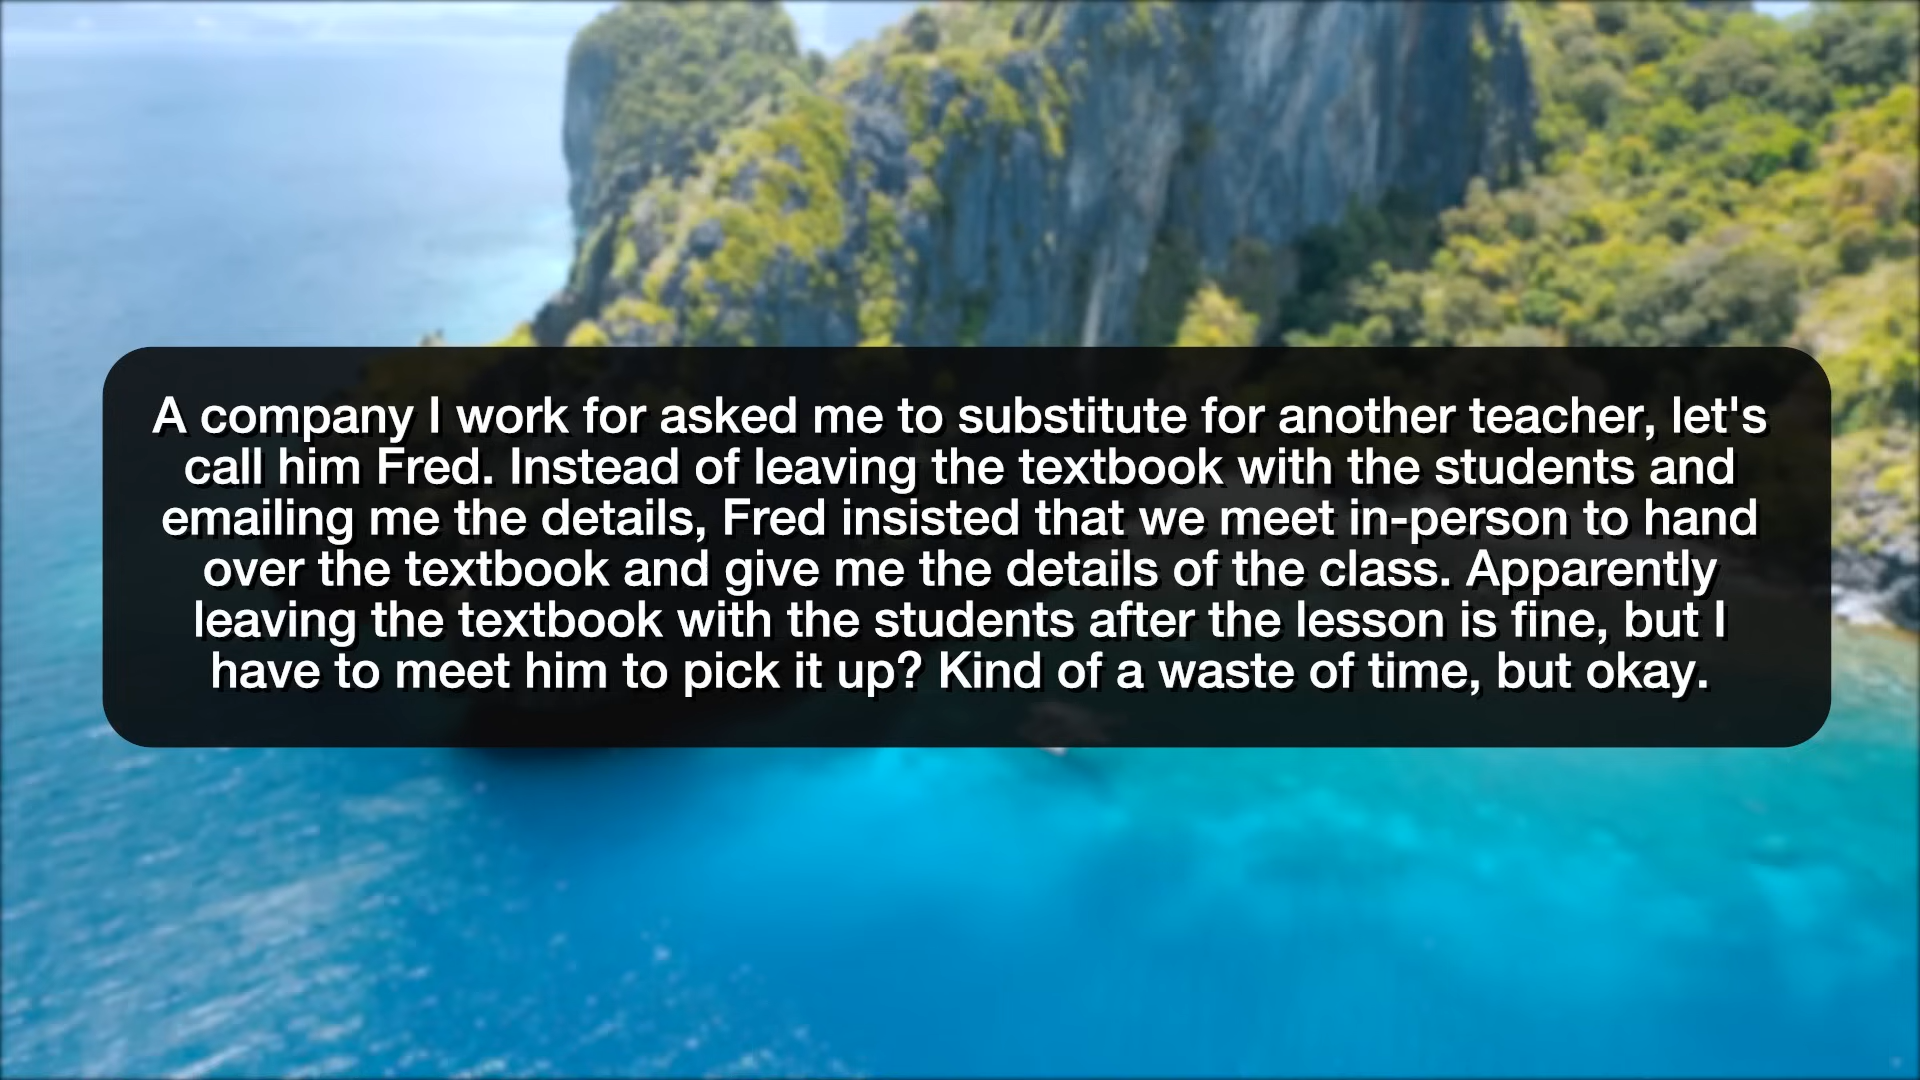 A company I work for asked me to substitute for another teacher, let's
call him Fred. Instead of leaving the textbook with the students and
emailing me the details, Fred insisted that we meet in-person to hand
over the textbook and give me the details of the class. Apparently
leaving the textbook with the students after the lesson is fine, but I
have to meet him to pick it up? Kind of a waste of time, but okay.